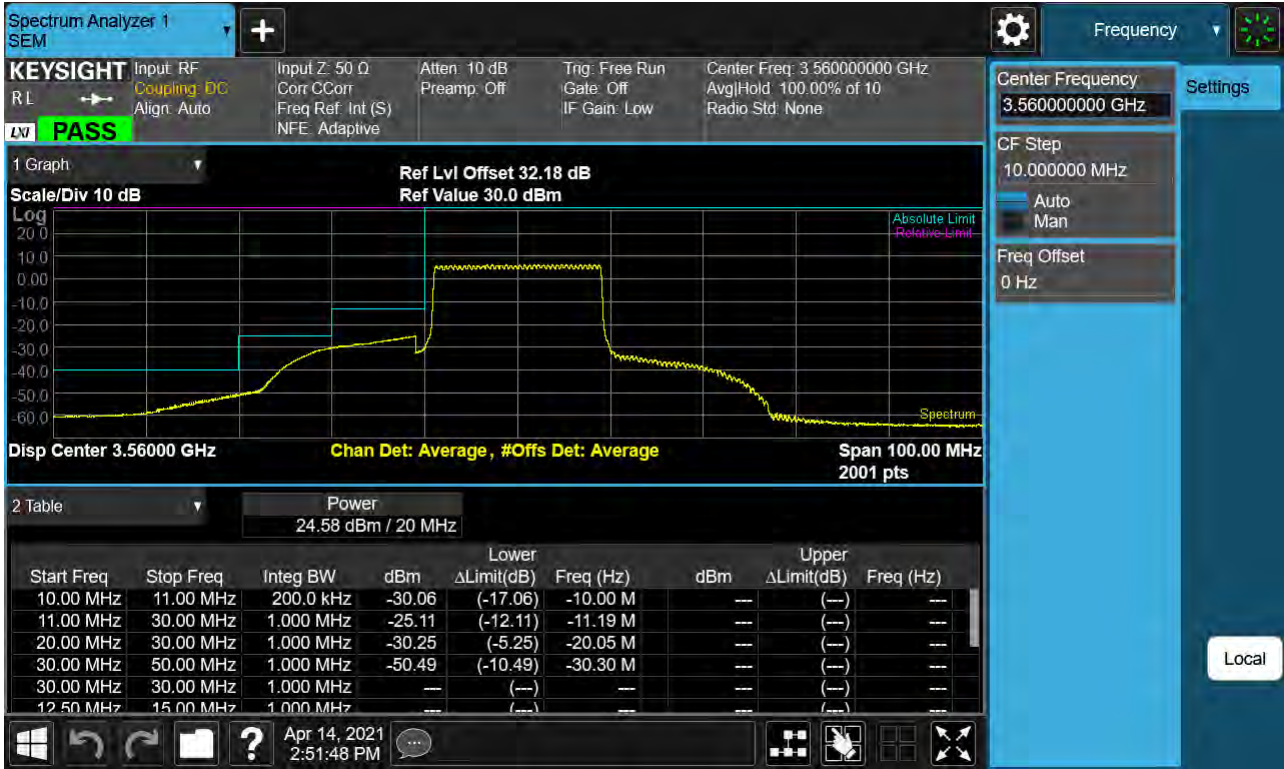 Spectrum Analyzer 1
SEM
+
Frequency
KEYSIGHT Input: RF Input Z: 50 Ω Atten: 10 dB Trig: Free Run Center Freq: 3.560000000 GHz
RL Coupling: DC Corr CCorr Preamp: Off Gate: Off Avg|Hold: 100.00% of 10
Align: Auto Freq Ref: Int (S) IF Gain: Low Radio Std: None
LXI PASS NFE: Adaptive
Center Frequency
3.560000000 GHz
Settings
CF Step
10.000000 MHz
Auto
Man
Freq Offset
0 Hz
Local
1 Graph
Ref Lvl Offset 32.18 dB
Scale/Div 10 dB Ref Value 30.0 dBm
Log
Absolute Limit
Relative Limit
20.0
10.0
0.00
-10.0
-20.0
-30.0
-40.0
-50.0
-60.0
Spectrum
Disp Center 3.56000 GHz Chan Det: Average, #Offs Det: Average Span 100.00 MHz
2001 pts
2 Table Power
24.58 dBm / 20 MHz
Lower Upper
Start Freq Stop Freq Integ BW dBm ΔLimit(dB) Freq (Hz) dBm ΔLimit(dB) Freq (Hz)
10.00 MHz 11.00 MHz 200.0 kHz -30.06 (-17.06) -10.00 M --- (---) ---
11.00 MHz 30.00 MHz 1.000 MHz -25.11 (-12.11) -11.19 M --- (---) ---
20.00 MHz 30.00 MHz 1.000 MHz -30.25 (-5.25) -20.05 M --- (---) ---
30.00 MHz 50.00 MHz 1.000 MHz -50.49 (-10.49) -30.30 M --- (---) ---
30.00 MHz 30.00 MHz 1.000 MHz --- (---) --- --- (---) ---
12.50 MHz 15.00 MHz 1.000 MHz --- (---) --- --- (---) ---
? Apr 14, 2021
2:51:48 PM